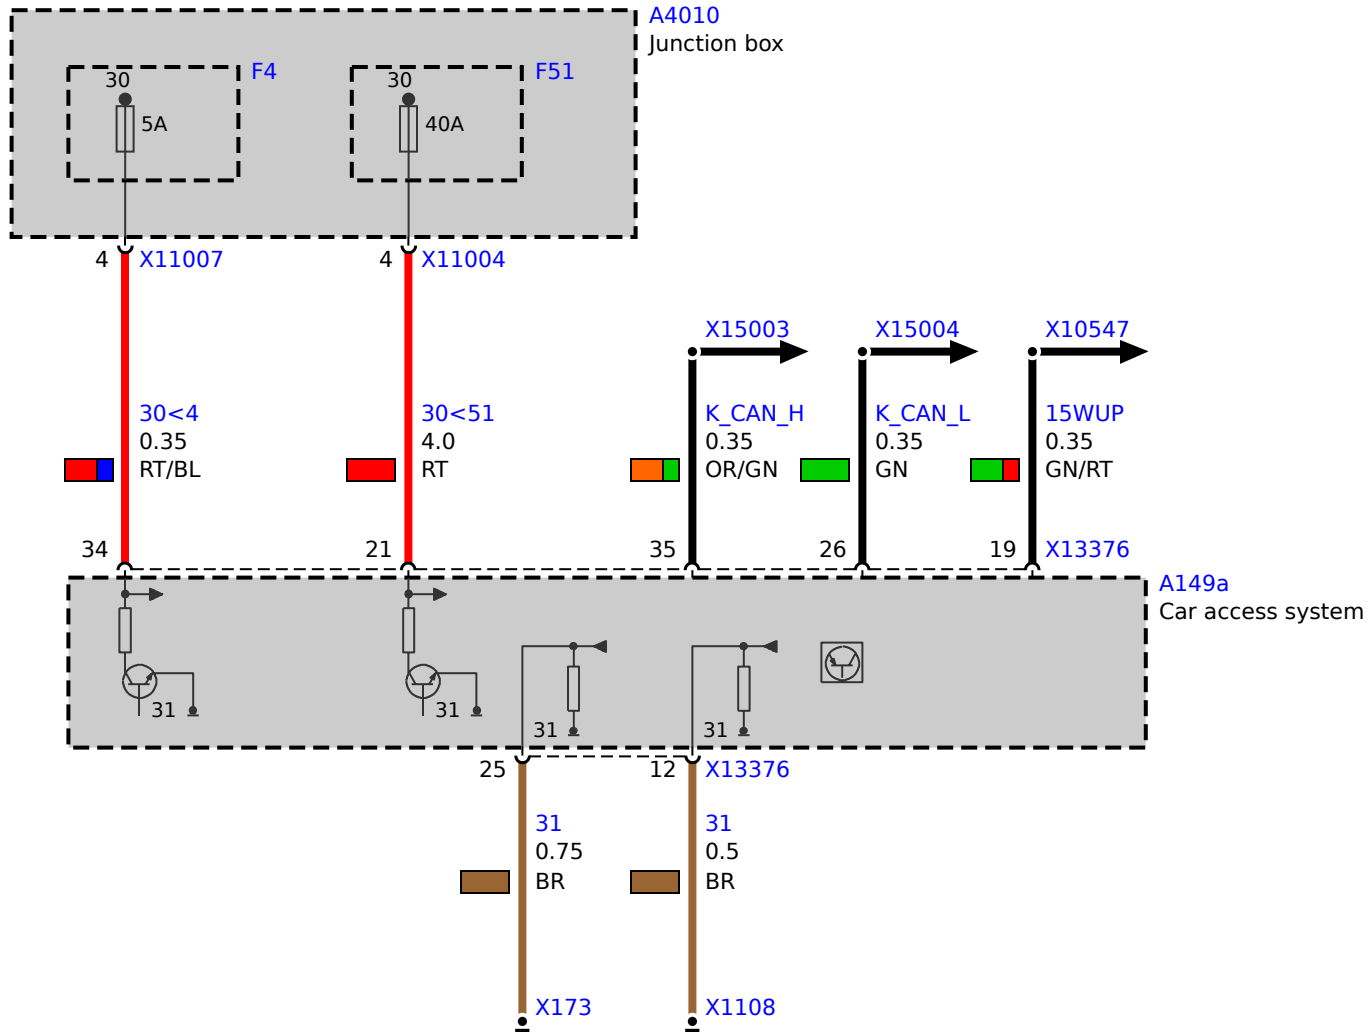 A4010
Junction box
F4
F51
30
30
5A
40A
4 X11007
4 X11004
X15003
X15004
X10547
30<4
0.35
RT/BL
30<51
4.0
RT
K_CAN_H
0.35
OR/GN
K_CAN_L
0.35
GN
15WUP
0.35
GN/RT
34
21
35
26
19 X13376
A149a
Car access system
31
31
31
31
25
12 X13376
31
0.75
BR
31
0.5
BR
X173
X1108